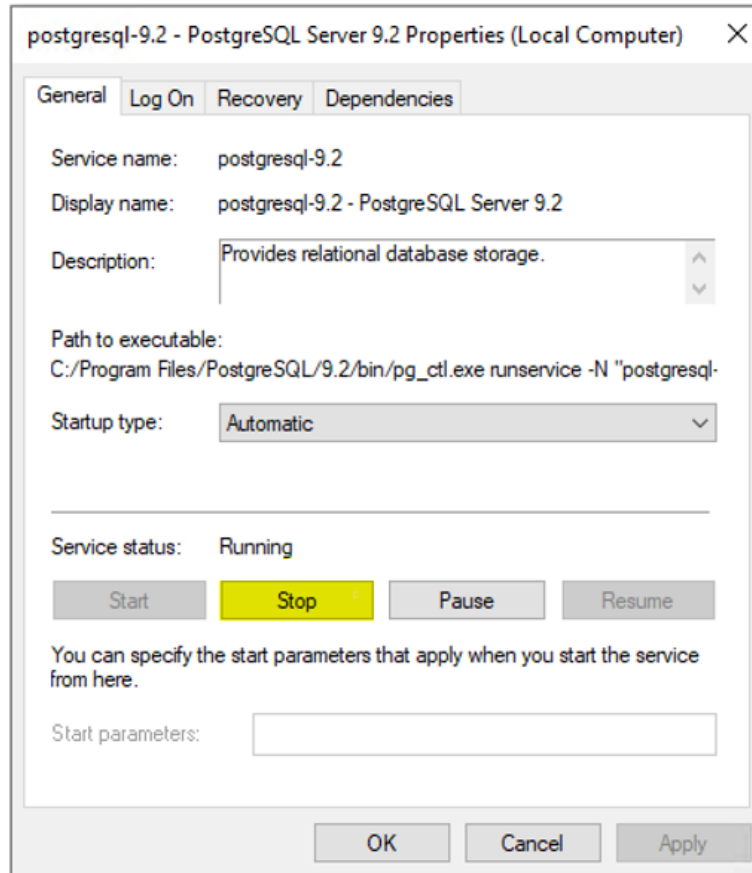 postgresql-9.2 - PostgreSQL Server 9.2 Properties (Local Computer)
General Log On Recovery Dependencies
Service name: postgresql-9.2
Display name: postgresql-9.2 - PostgreSQL Server 9.2
Description: Provides relational database storage.
Path to executable:
C:/Program Files/PostgreSQL/9.2/bin/pg_ctl.exe runservice -N "postgresql-
Startup type: Automatic
Service status: Running
Start Stop Pause Resume
You can specify the start parameters that apply when you start the service
from here.
Start parameters:
OK Cancel Apply